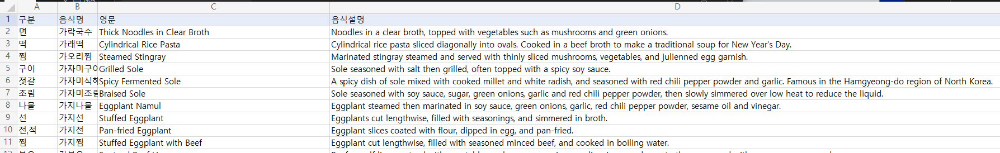 A B C D
1 구분 음식명 영문 음식설명
2 면 가락국수 Thick Noodles in Clear Broth Noodles in a clear broth, topped with vegetables such as mushrooms and green onions.
3 떡 가래떡 Cylindrical Rice Pasta Cylindrical rice pasta sliced diagonally into ovals. Cooked in a beef broth to make a traditional soup for New Year's Day.
4 찜 가오리찜 Steamed Stingray Marinated stingray steamed and served with thinly sliced mushrooms, vegetables, and julienned egg garnish.
5 구이 가자미구이 Grilled Sole Sole seasoned with salt then grilled, often topped with a spicy soy sauce.
6 젓갈 가자미식해 Spicy Fermented Sole A spicy dish of sole mixed with cooked millet and white radish, and seasoned with red chili pepper powder and garlic. Famous in the Hamgyeong-do region of North Korea.
7 조림 가자미조림 Braised Sole Sole seasoned with soy sauce, sugar, green onions, garlic and red chili pepper powder, then slowly simmered over low heat to reduce the liquid.
8 나물 가지나물 Eggplant Namul Eggplant steamed then marinated in soy sauce, green onions, garlic, red chili pepper powder, sesame oil and vinegar.
9 선 가지선 Stuffed Eggplant Eggplants cut lengthwise, filled with seasonings, and simmered in broth.
10 전,적 가지전 Pan-fried Eggplant Eggplant slices coated with flour, dipped in egg, and pan-fried.
11 찜 가지찜 Stuffed Eggplant with Beef Eggplant cut lengthwise, filled with seasoned minced beef, and cooked in boiling water.